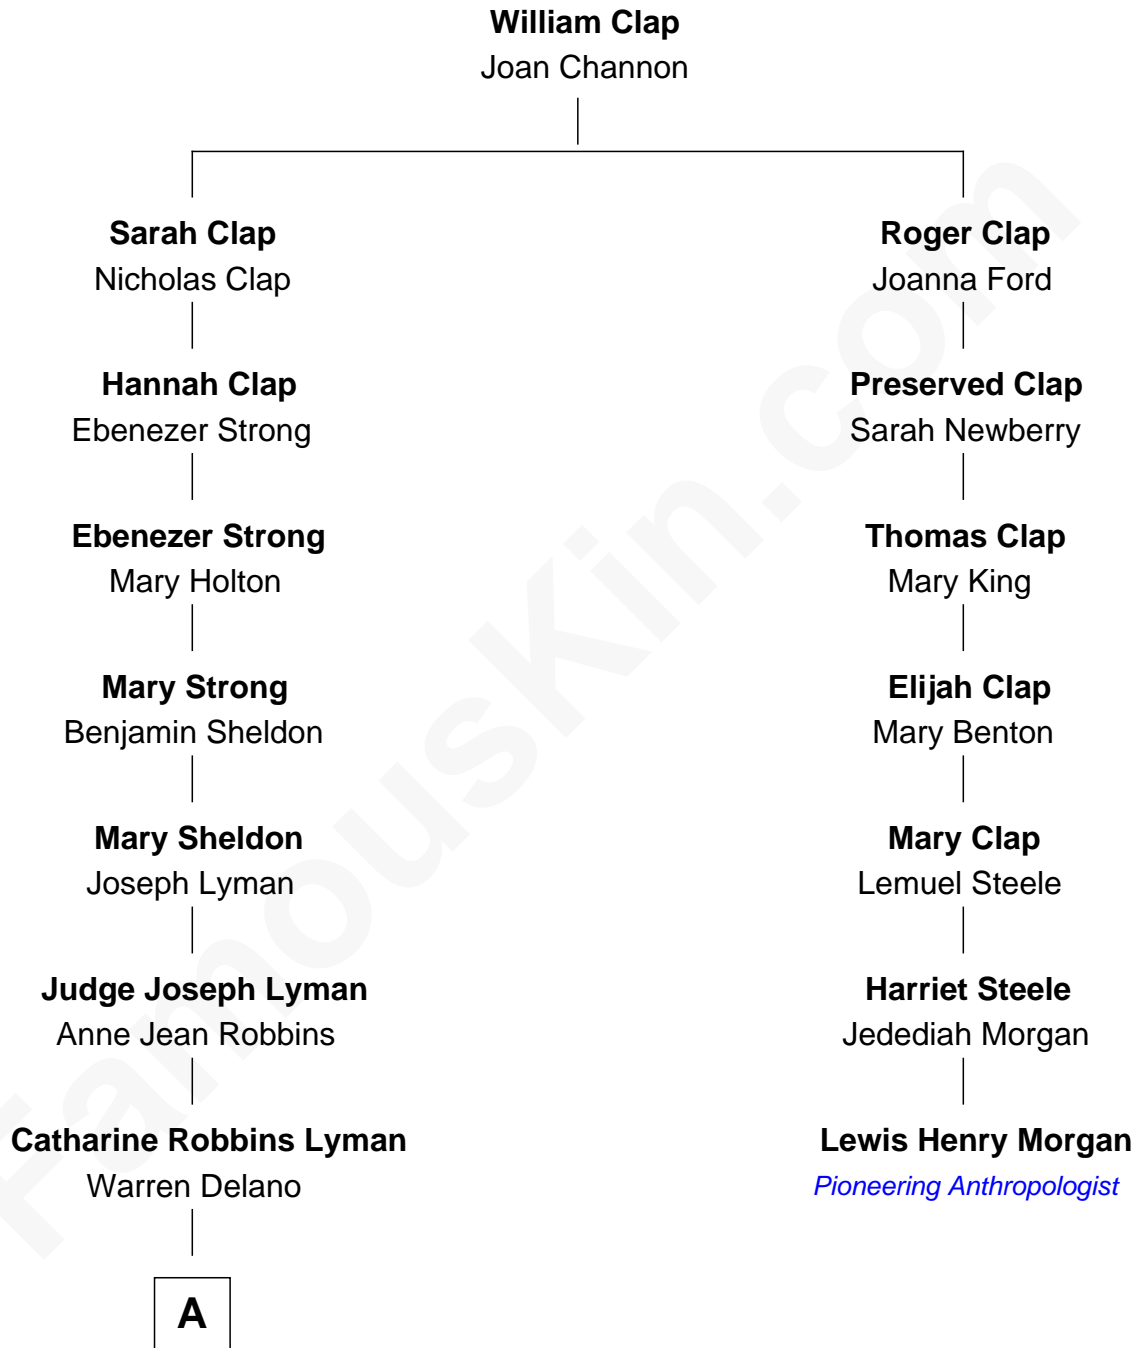 William Clap
Joan Channon
Sarah Clap
Nicholas Clap
Roger Clap
Joanna Ford
Hannah Clap
Ebenezer Strong
Preserved Clap
Sarah Newberry
Ebenezer Strong
Mary Holton
Thomas Clap
Mary King
Mary Strong
Benjamin Sheldon
Elijah Clap
Mary Benton
Mary Sheldon
Joseph Lyman
Mary Clap
Lemuel Steele
Judge Joseph Lyman
Anne Jean Robbins
Harriet Steele
Jedediah Morgan
Catharine Robbins Lyman
Warren Delano
Lewis Henry Morgan
Pioneering Anthropologist
A
FamousKin.com